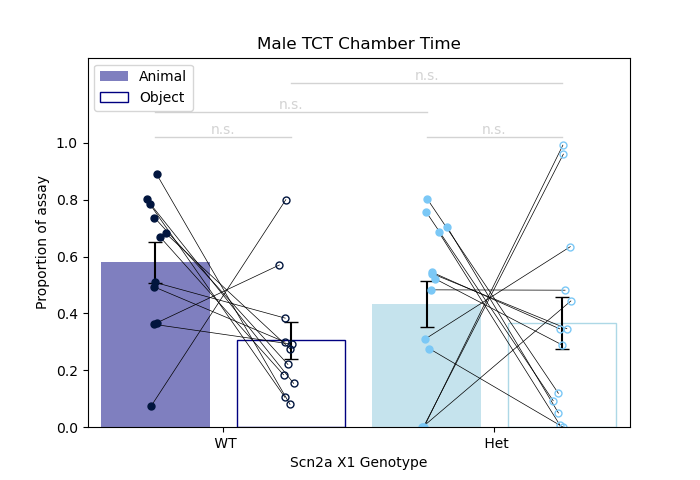 Male TCT Chamber Time
Animal
Object
n.s.
n.s.
n.s.
n.s.
1.0
0.8
0.6
0.4
0.2
0.0
Proportion of assay
WT
Het
Scn2a X1 Genotype